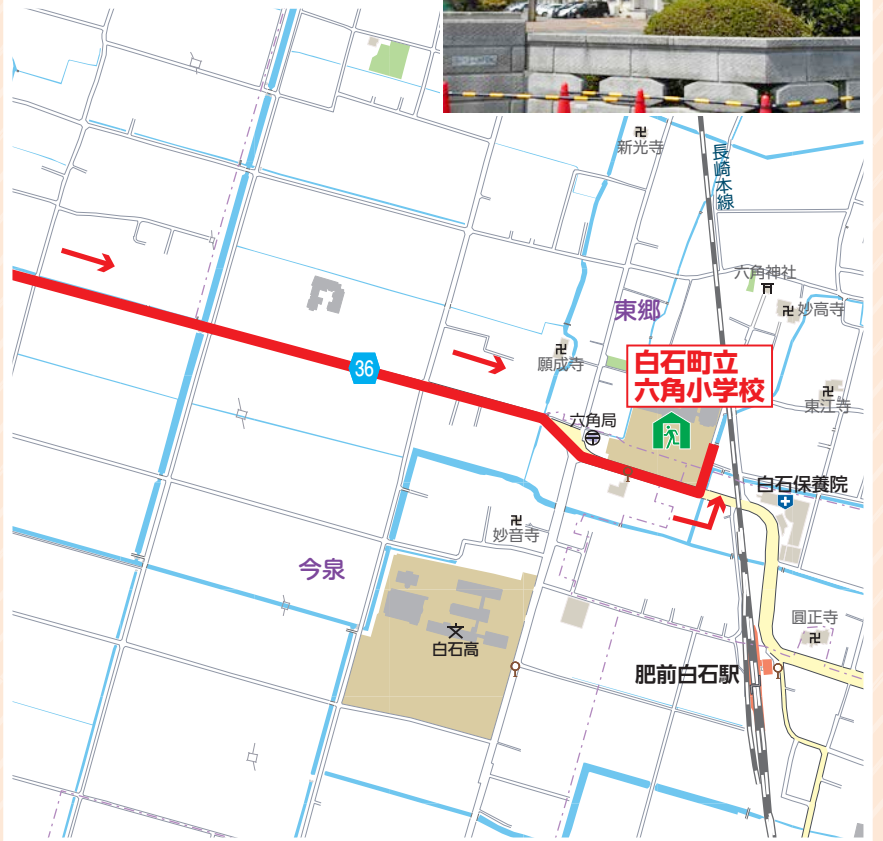 新光寺
長崎本線
六角神社
妙高寺
東郷
願成寺
白石町立
六角小学校
36
東江寺
六角局
白石保養院
妙音寺
今泉
圓正寺
白石高
肥前白石駅